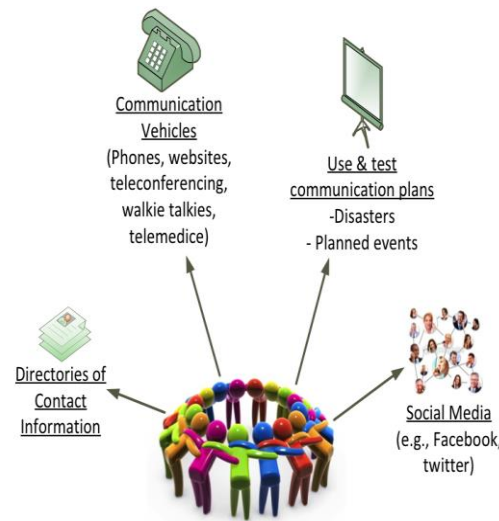 Communication
Vehicles
(Phones, websites,
teleconferencing,
walkie talkies,
telemedice)
Use & test
communication plans
-Disasters
- Planned events
Directories of
Contact
Information
Social Media
(e.g., Facebook,
twitter)